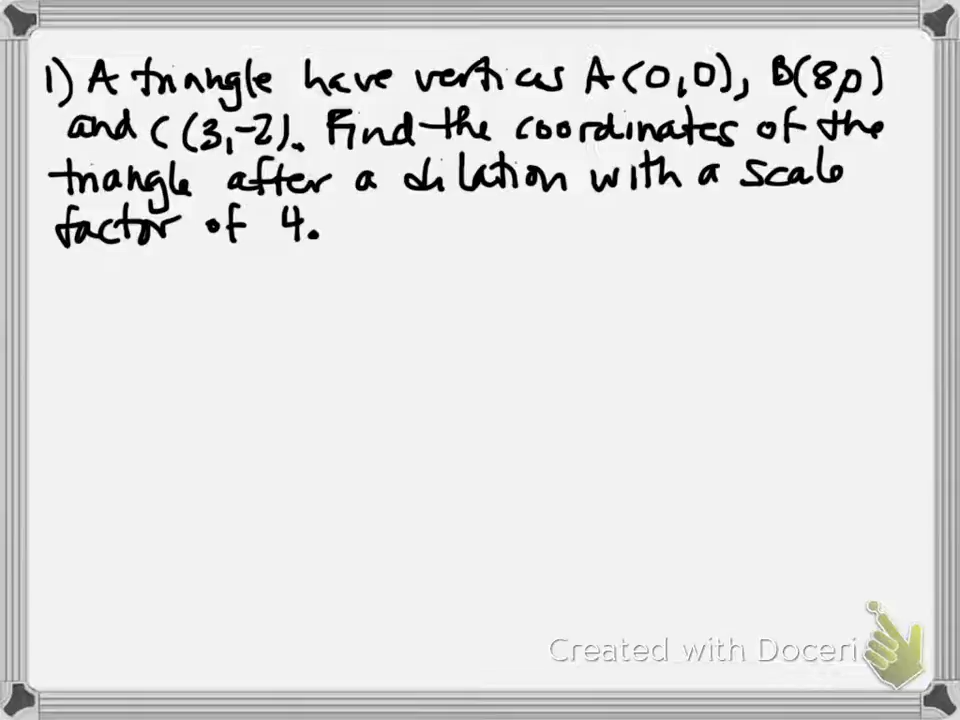 1) A triangle have vertices A(0,0), B(8,0)
and C(3,-2). Find the coordinates of the
triangle after a dilation with a scale
factor of 4.
Created with Doceri